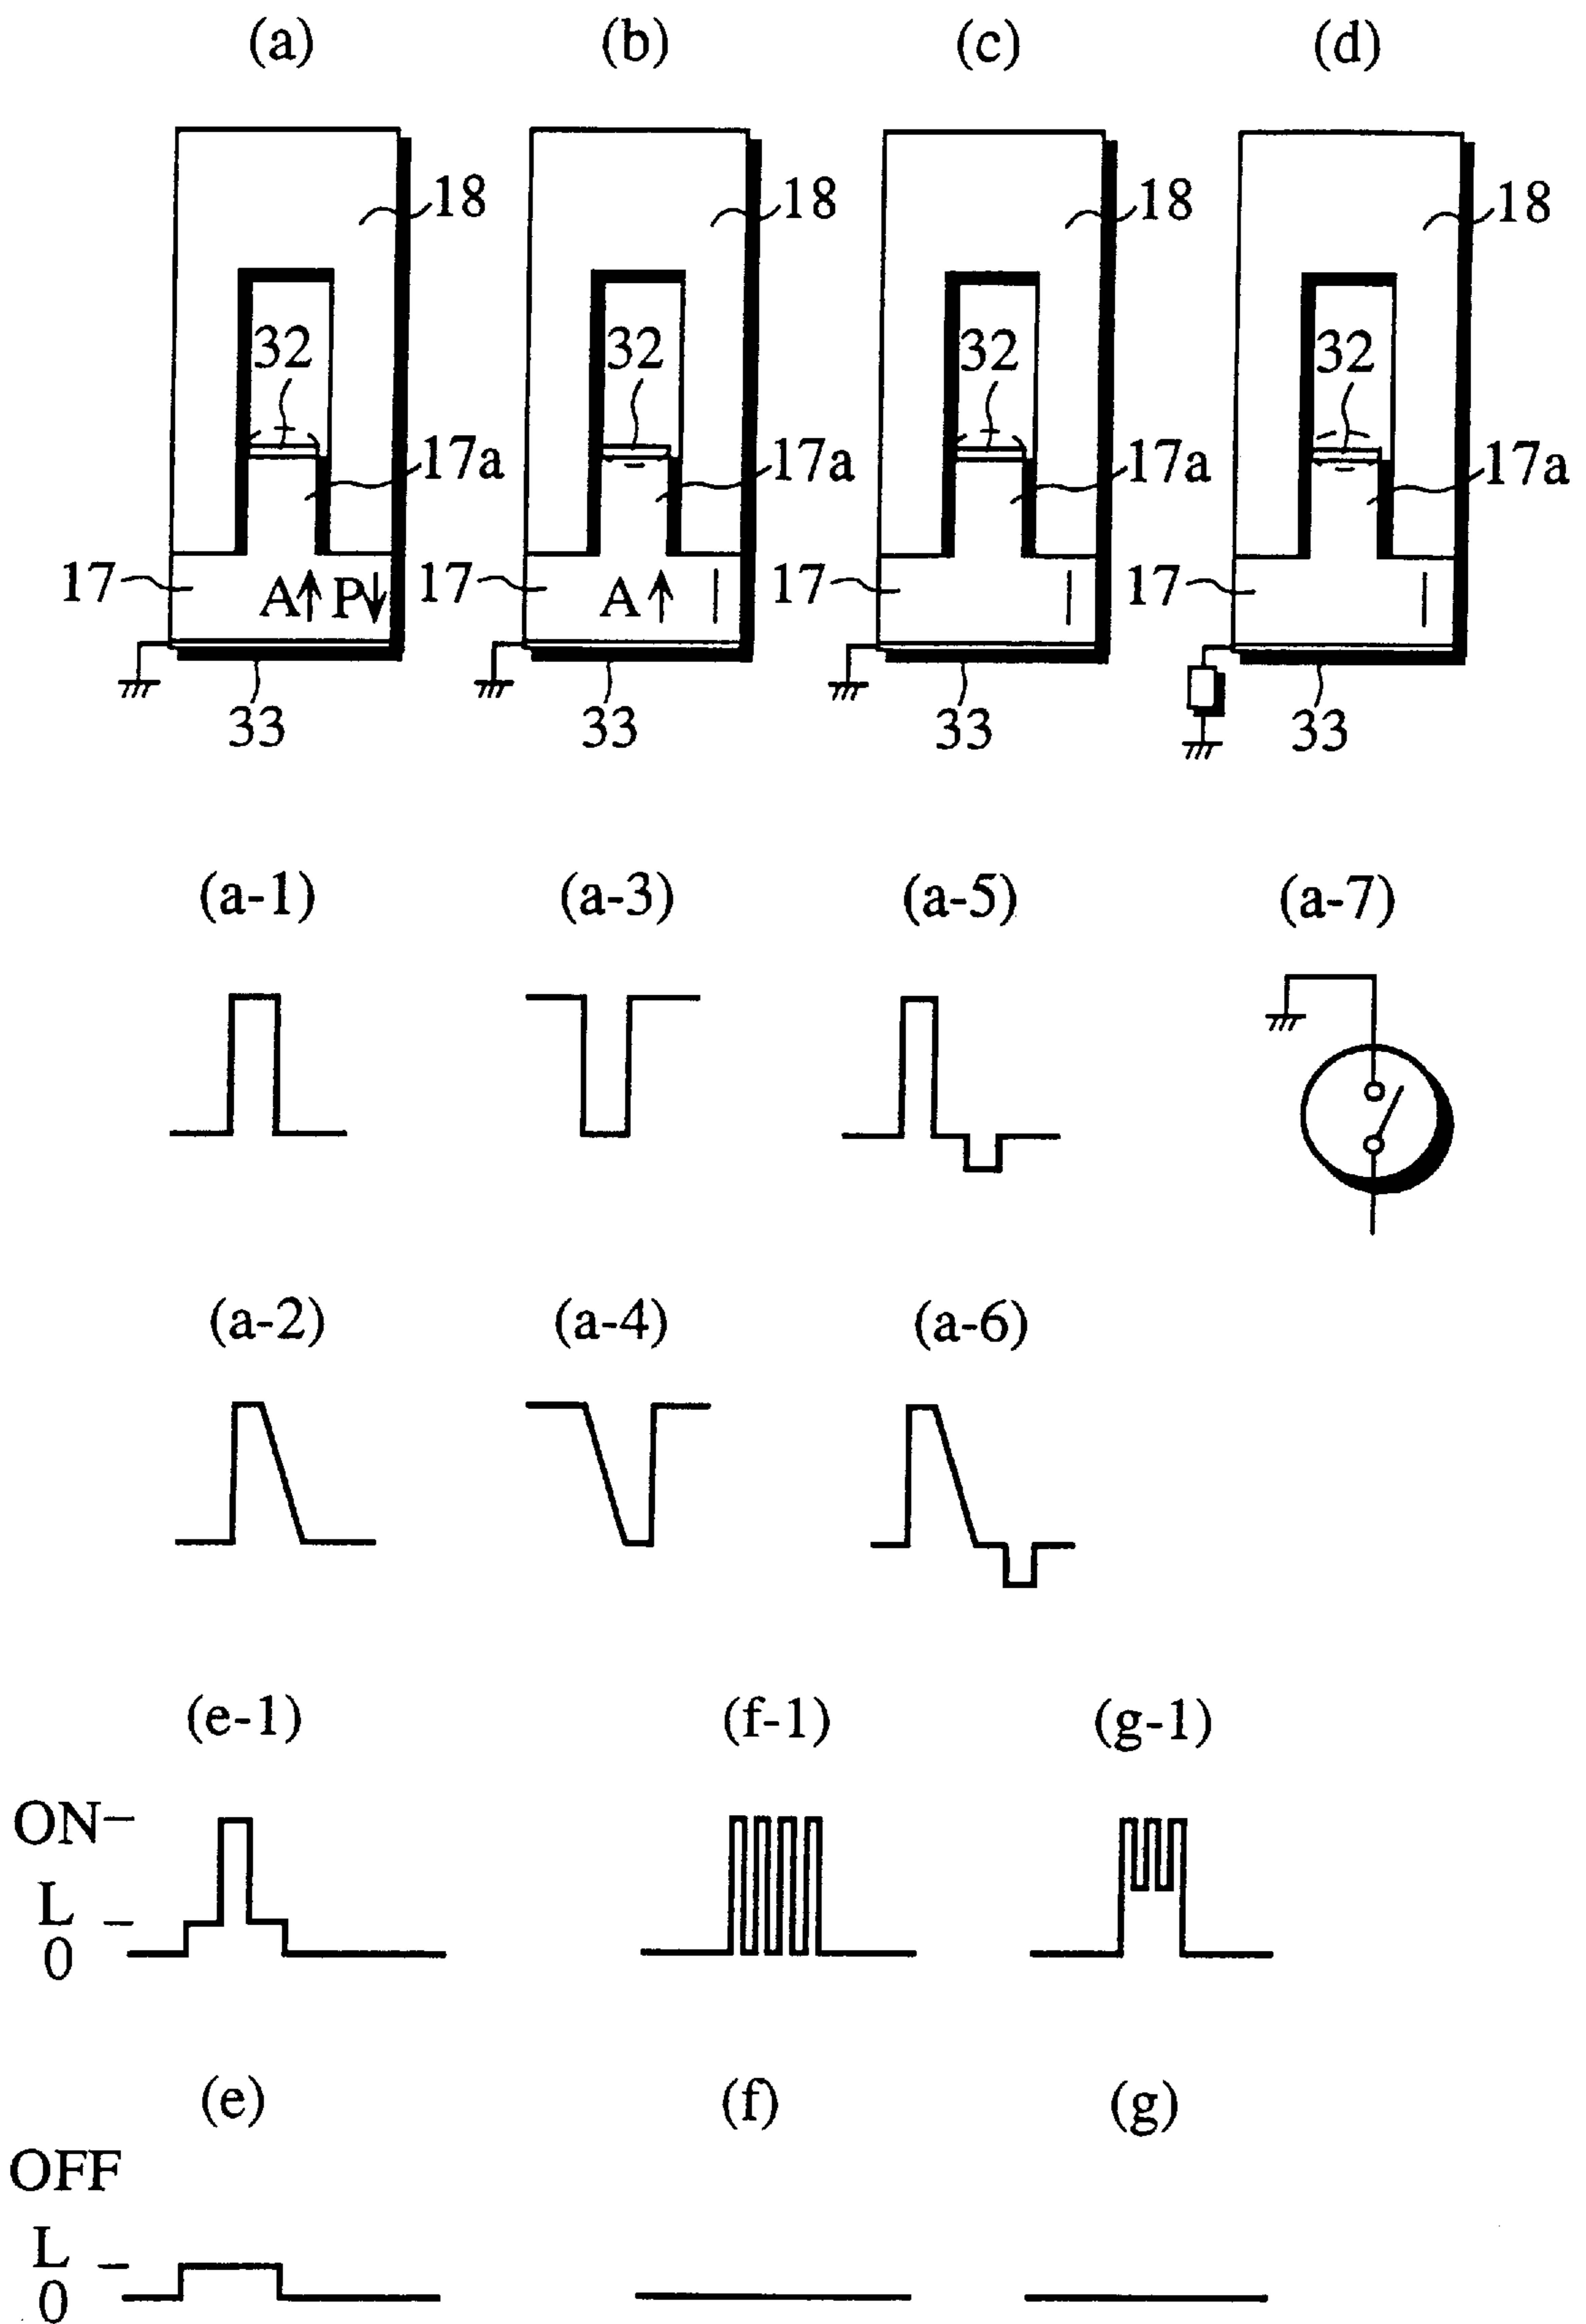 (a) (b) (c) (d)
18 18 18 18
32 32 32 32
17a 17a 17a 17a
17 A P 17 A 17 17
33 33 33 33
(a-1) (a-3) (a-5) (a-7)
(a-2) (a-4) (a-6)
(e-1) (f-1) (g-1)
ON
L
0
(e) (f) (g)
OFF
L
0